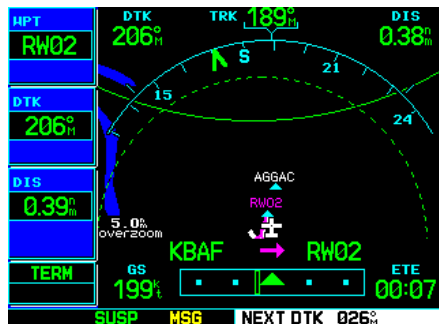 WPT
RW02
DTK
206°M
DIS
0.39nm
TERM
DTK
206°M
TRK 189°M
DIS
0.38nm
S
15
21
24
AGGAC
RW02
5.0nm
overzoom
KBAF → RW02
GS
199kt
ETE
00:07
SUSP MSG NEXT DTK 026°M